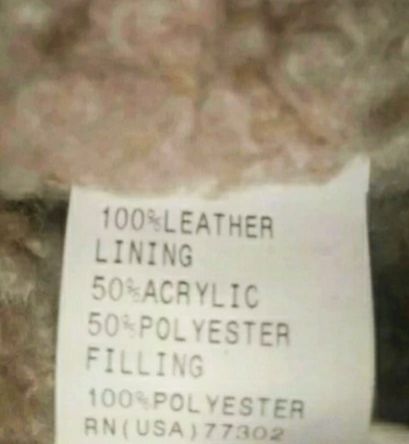 100%LEATHER
LINING
50%ACRYLIC
50%POLYESTER
FILLING
100%POLYESTER
RN(USA)77302